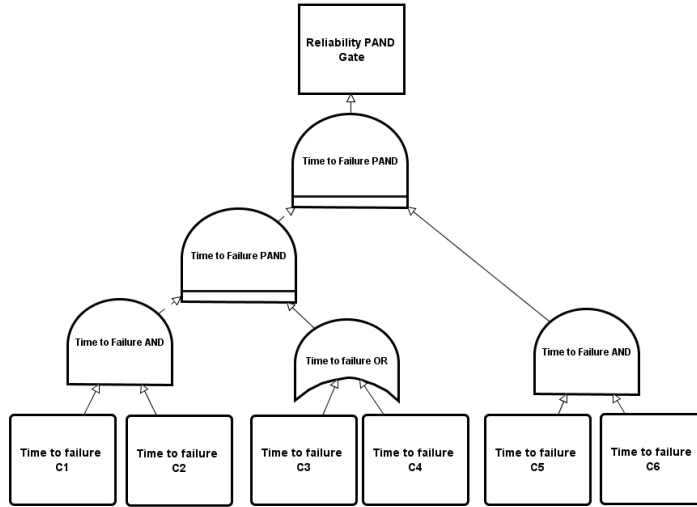 Reliability PAND
Gate
Time to Failure PAND
Time to Failure PAND
Time to Failure AND
Time to failure OR
Time to Failure AND
Time to failure
C1
Time to failure
C2
Time to failure
C3
Time to failure
C4
Time to failure
C5
Time to failure
C6